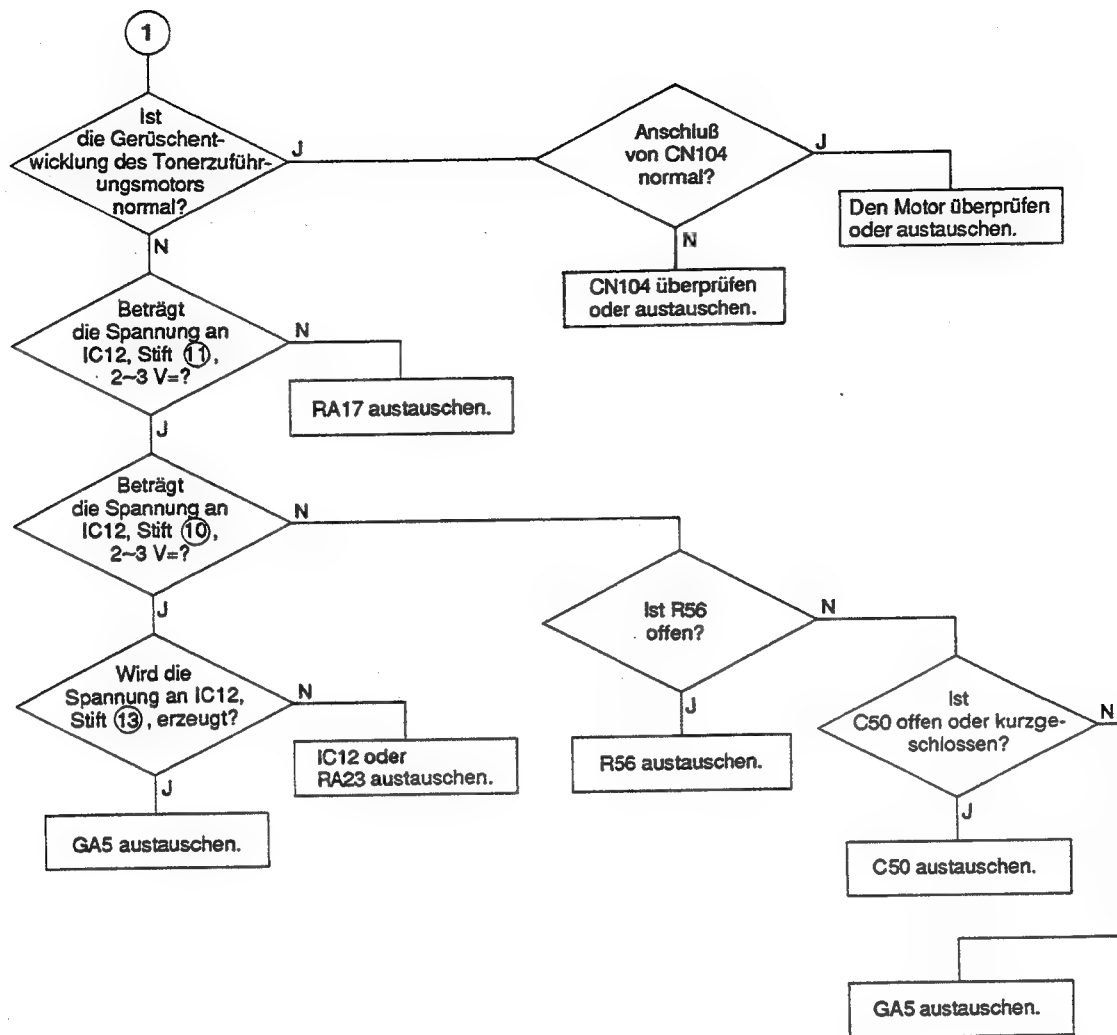 1
Ist
die Gerüschent-
wicklung des Tonerzuführ-
ungsmotors
normal?
J
Anschluß
von CN104
normal?
J
Den Motor überprüfen
oder austauschen.
N
CN104 überprüfen
oder austauschen.
N
Beträgt
die Spannung an
IC12, Stift 11,
2~3 V=?
N
RA17 austauschen.
J
Beträgt
die Spannung an
IC12, Stift 10,
2~3 V=?
N
Ist R56
offen?
N
J
R56 austauschen.
Ist
C50 offen oder kurzge-
schlossen?
N
J
C50 austauschen.
GA5 austauschen.
J
Wird die
Spannung an IC12,
Stift 13, erzeugt?
N
IC12 oder
RA23 austauschen.
J
GA5 austauschen.